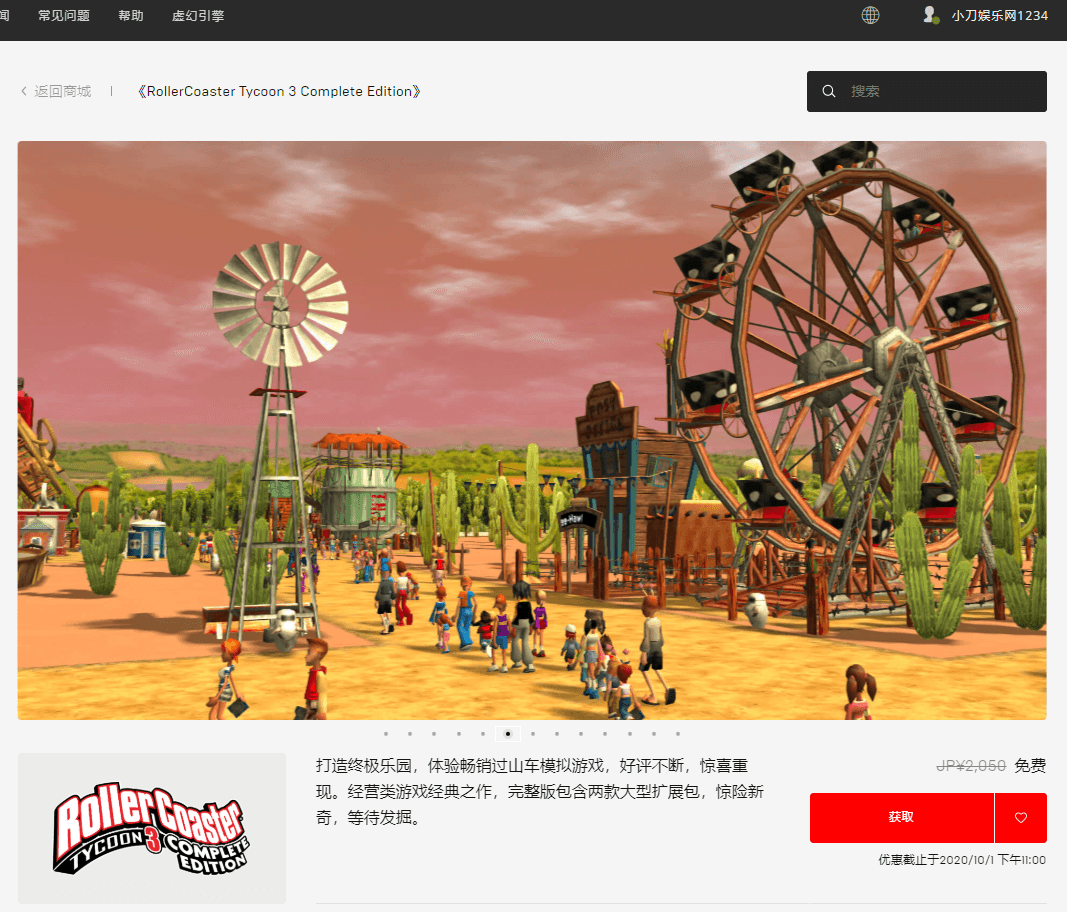 闻 常见问题 帮助 虚幻引擎 小刀娱乐网1234
返回商城 《RollerCoaster Tycoon 3 Complete Edition》 搜索
POST
OFFICE
ee-Haw!
打造终极乐园，体验畅销过山车模拟游戏，好评不断，惊喜重
现。经营类游戏经典之作，完整版包含两款大型扩展包，惊险新
奇，等待发掘。
JP¥2,050 免费
获取
优惠截止于2020/10/1 下午11:00
RollerCoaster
TYCOON 3 COMPLETE
EDITION